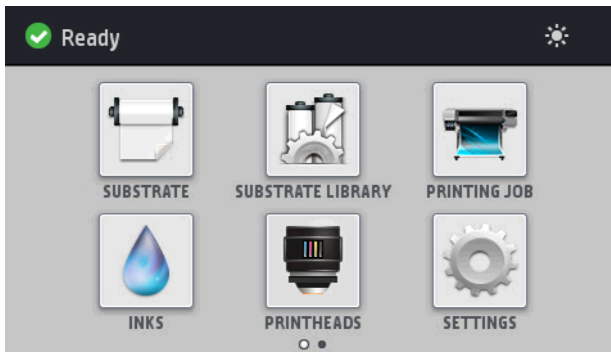 Ready
SUBSTRATE
SUBSTRATE LIBRARY
PRINTING JOB
INKS
PRINTHEADS
SETTINGS